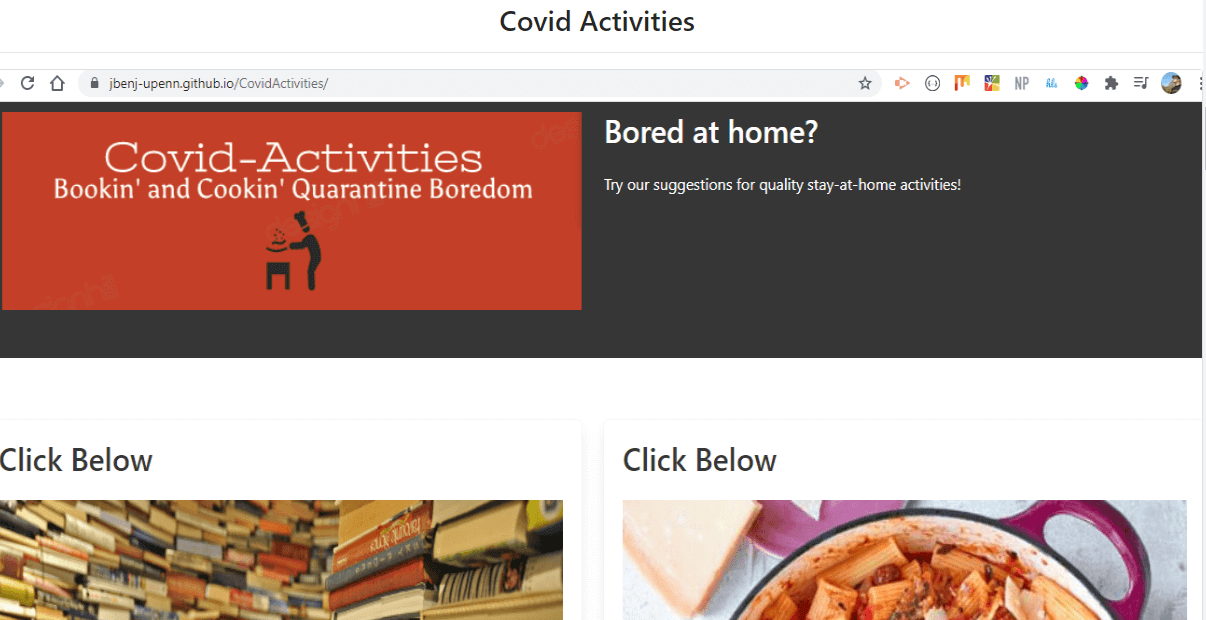 Covid Activities
jbenj-upenn.github.io/CovidActivities/
NP
hls
Covid-Activities
Bookin' and Cookin' Quarantine Boredom
Bored at home?
Try our suggestions for quality stay-at-home activities!
Click Below
Click Below